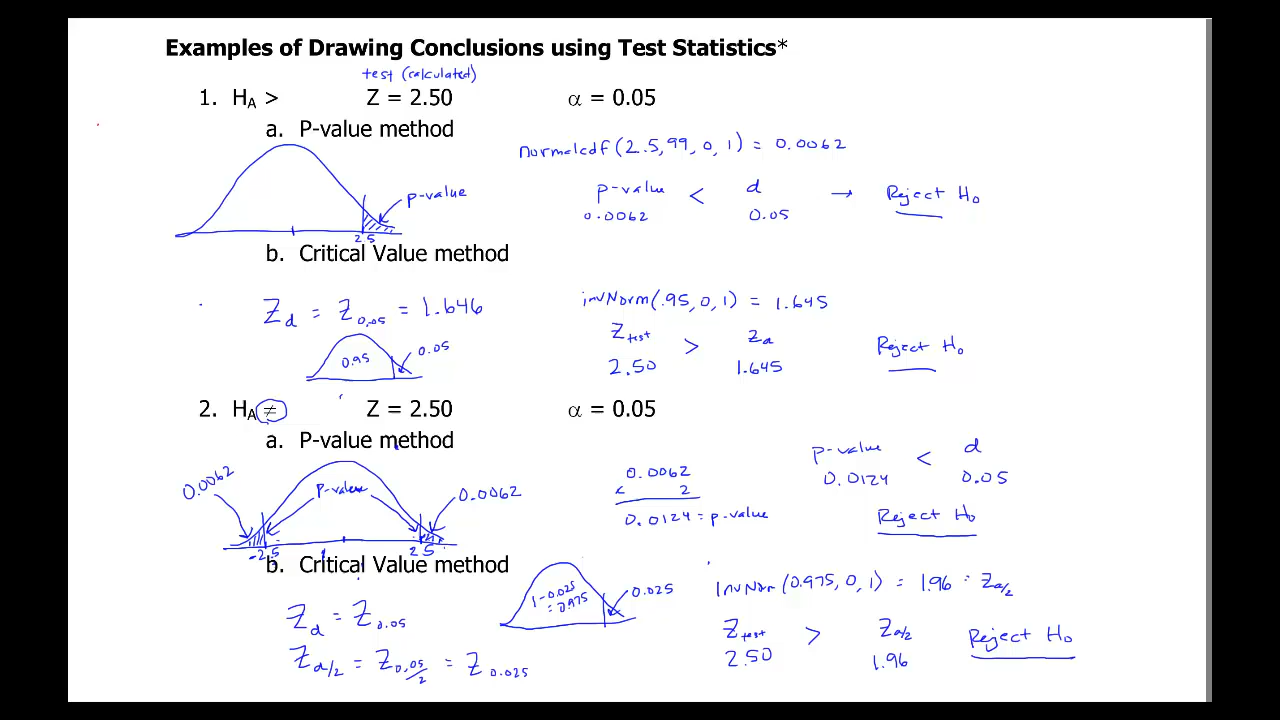 Examples of Drawing Conclusions using Test Statistics*
test (calculated)
1. HA > Z = 2.50 α = 0.05
a. P-value method
normalcdf(2.5,99,0,1) = 0.0062
p-value < α → Reject H0
0.0062 0.05
p-value
2.5
b. Critical Value method
Zα = Z0.05 = 1.646
invNorm(.95,0,1) = 1.645
Ztest > Zα Reject H0
2.50 1.645
0.95 0.05
2. HA ≠ Z = 2.50 α = 0.05
a. P-value method
0.0062 p-value 0.0062
-2.5 2.5
0.0062
x 2
0.0124 = p-value
p-value < α
0.0124 0.05
Reject H0
b. Critical Value method
Zα = Z0.05
Zα/2 = Z0.05/2 = Z0.025
1-0.025
= 0.975
0.025
InvNor(0.975,0,1) = 1.96 = Zα/2
Ztest > Zα/2 Reject H0
2.50 1.96